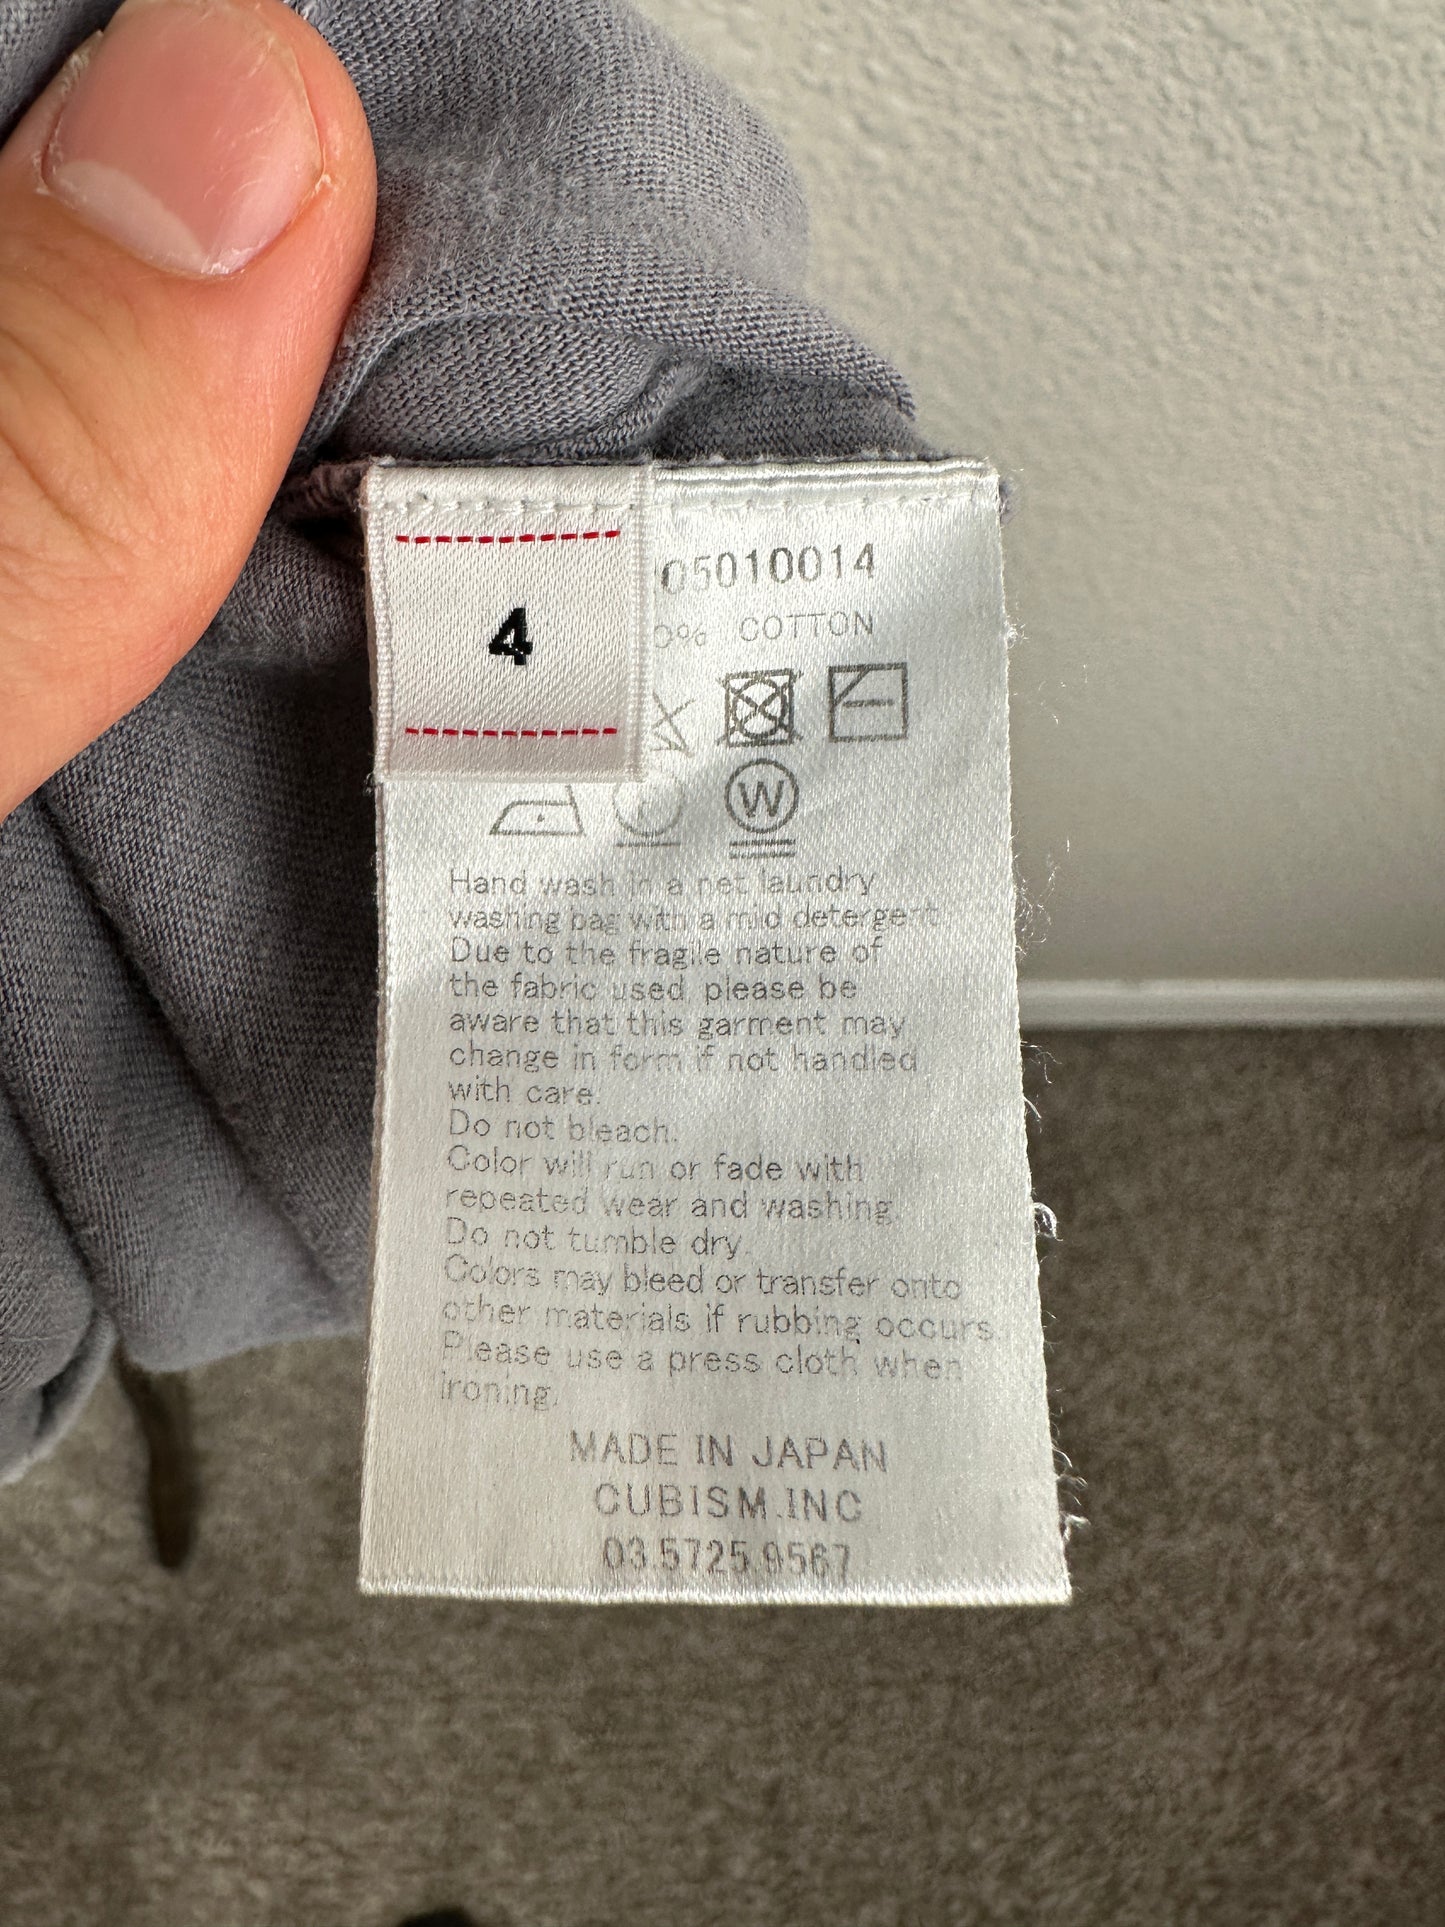 4
05010014
0% COTTON
W
Hand wash in a net laundry
washing bag with a mid detergent
Due to the fragile nature of
the fabric used, please be
aware that this garment may
change in form if not handled
with care.
Do not bleach.
Color will run or fade with
repeated wear and washing.
Do not tumble dry.
Colors may bleed or transfer onto
other materials if rubbing occurs.
Please use a press cloth when
ironing.
MADE IN JAPAN
CUBISM.INC
03.5725.9567